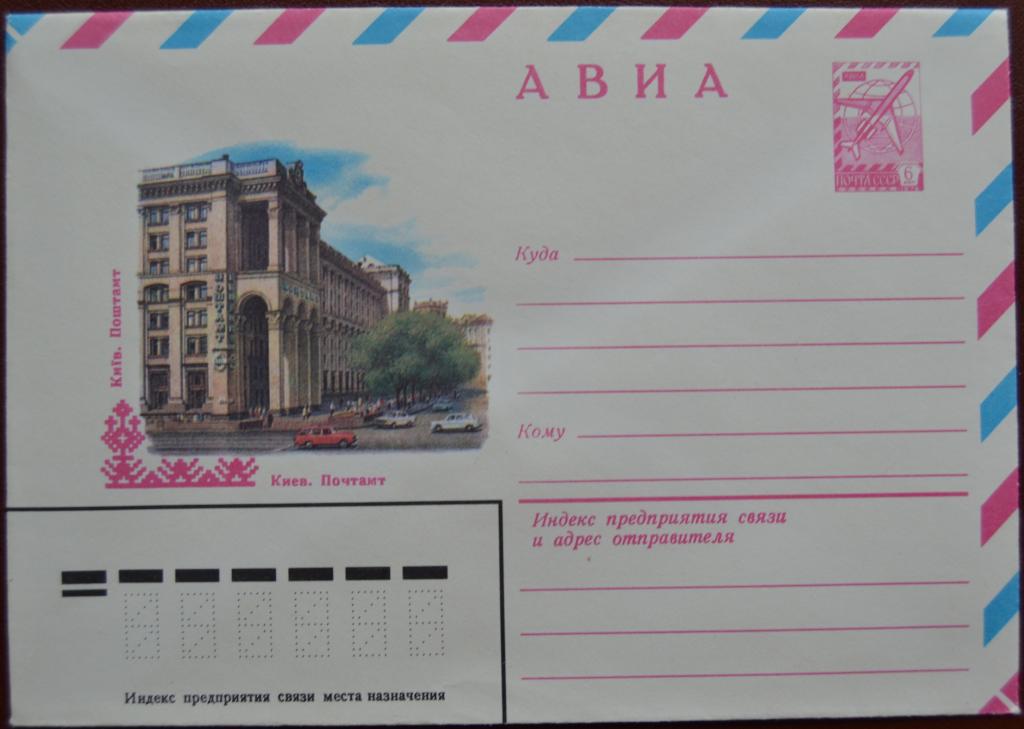 АВИА
ПОЧТА СССР
6
Куда
Київ. Поштамт
Кому
Киев. Почтамт
Индекс предприятия связи
и адрес отправителя
Индекс предприятия связи места назначения